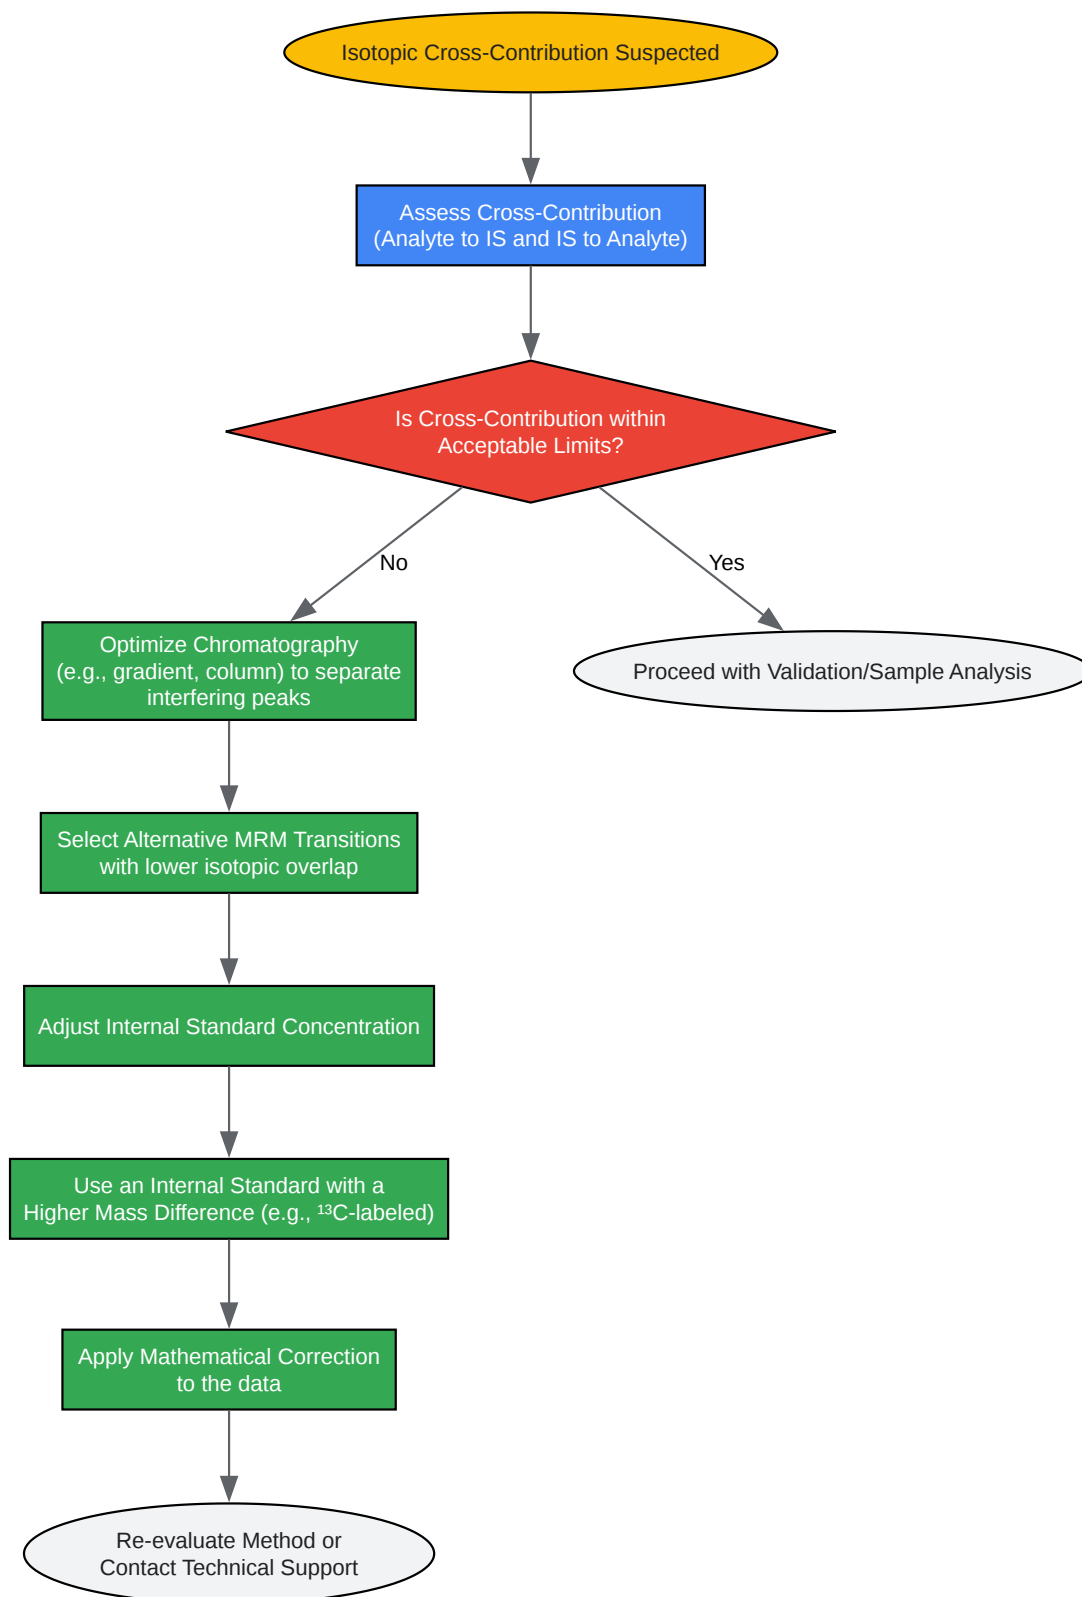 Isotopic Cross-Contribution Suspected
Assess Cross-Contribution
(Analyte to IS and IS to Analyte)
Is Cross-Contribution within
Acceptable Limits?
No
Yes
Optimize Chromatography
(e.g., gradient, column) to separate
interfering peaks
Proceed with Validation/Sample Analysis
Select Alternative MRM Transitions
with lower isotopic overlap
Adjust Internal Standard Concentration
Use an Internal Standard with a
Higher Mass Difference (e.g., ¹³C-labeled)
Apply Mathematical Correction
to the data
Re-evaluate Method or
Contact Technical Support